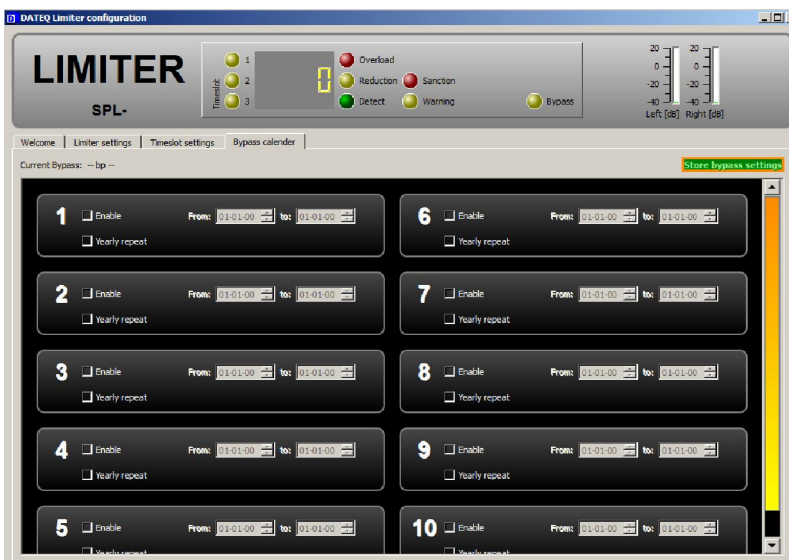 DATEQ Limiter configuration
LIMITER
SPL-
Timeslot
1
2
3
0
Overload
Reduction
Sanction
Detect
Warning
Bypass
20
0
-20
-40
Left [dB]
20
0
-20
-40
Right [dB]
Welcome
Limiter settings
Timeslot settings
Bypass calender
Current Bypass: -- bp --
Store bypass settings
1 Enable From: 01-01-00 to: 01-01-00
Yearly repeat
2 Enable From: 01-01-00 to: 01-01-00
Yearly repeat
3 Enable From: 01-01-00 to: 01-01-00
Yearly repeat
4 Enable From: 01-01-00 to: 01-01-00
Yearly repeat
5 Enable From: 01-01-00 to: 01-01-00
Yearly repeat
6 Enable From: 01-01-00 to: 01-01-00
Yearly repeat
7 Enable From: 01-01-00 to: 01-01-00
Yearly repeat
8 Enable From: 01-01-00 to: 01-01-00
Yearly repeat
9 Enable From: 01-01-00 to: 01-01-00
Yearly repeat
10 Enable From: 01-01-00 to: 01-01-00
Yearly repeat